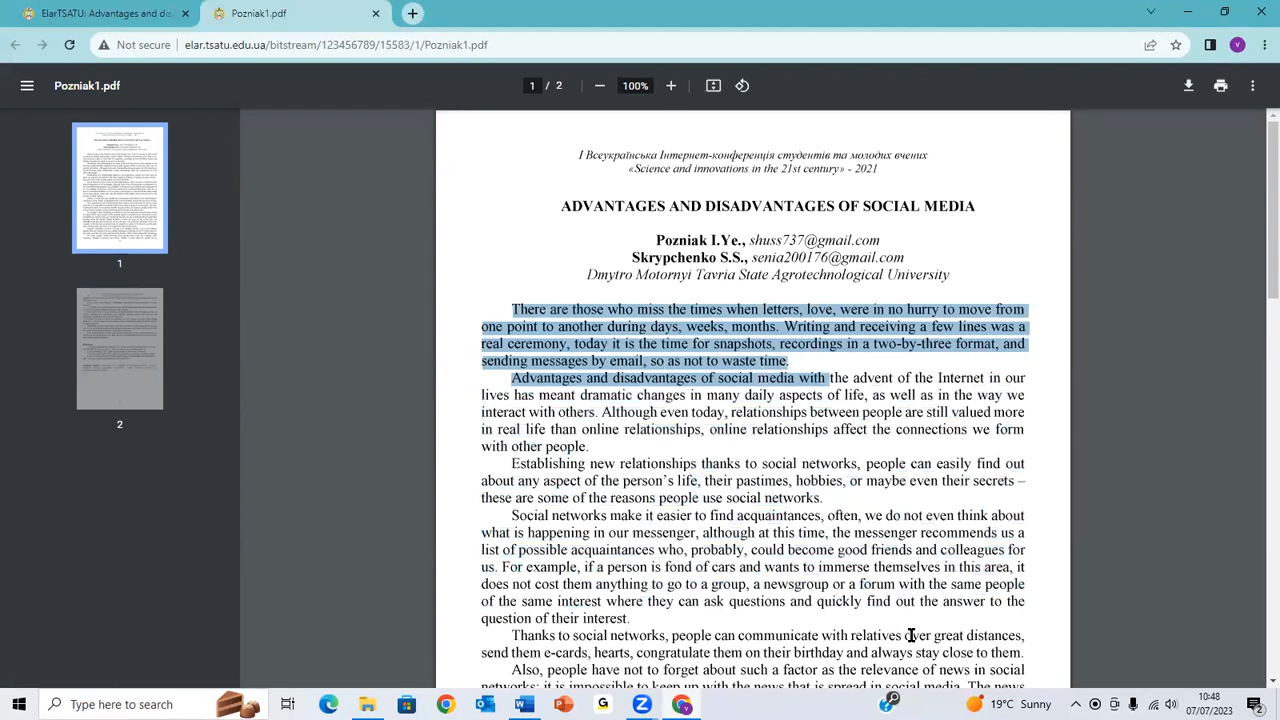 ElarTSATU: Advantages and disa
Pozniak1.pdf
Not secure
elar.tsatu.edu.ua/bitstream/123456789/15583/1/Pozniak1.pdf
V
Pozniak1.pdf
1 / 2
100%
1
2
І Всеукраїнська Інтернет-конференція студентів та молодих вчених
«Science and innovations in the 21st century» - 2021
ADVANTAGES AND DISADVANTAGES OF SOCIAL MEDIA
Pozniak I.Ye., shuss737@gmail.com
Skrypchenko S.S., senia200176@gmail.com
Dmytro Motornyi Tavria State Agrotechnological University
There are those who miss the times when letters, love, were in no hurry to move from
one point to another during days, weeks, months. Writing and receiving a few lines was a
real ceremony, today it is the time for snapshots, recordings in a two-by-three format, and
sending messages by email, so as not to waste time.
Advantages and disadvantages of social media with the advent of the Internet in our
lives has meant dramatic changes in many daily aspects of life, as well as in the way we
interact with others. Although even today, relationships between people are still valued more
in real life than online relationships, online relationships affect the connections we form
with other people.
Establishing new relationships thanks to social networks, people can easily find out
about any aspect of the person’s life, their pastimes, hobbies, or maybe even their secrets –
these are some of the reasons people use social networks.
Social networks make it easier to find acquaintances, often, we do not even think about
what is happening in our messenger, although at this time, the messenger recommends us a
list of possible acquaintances who, probably, could become good friends and colleagues for
us. For example, if a person is fond of cars and wants to immerse themselves in this area, it
does not cost them anything to go to a group, a newsgroup or a forum with the same people
of the same interest where they can ask questions and quickly find out the answer to the
question of their interest.
Thanks to social networks, people can communicate with relatives over great distances,
send them e-cards, hearts, congratulate them on their birthday and always stay close to them.
Also, people have not to forget about such a factor as the relevance of news in social
networks: it is impossible to keep up with the news that is spread in social media. The news
Type here to search
19°C Sunny
10:48
07/07/2023
2